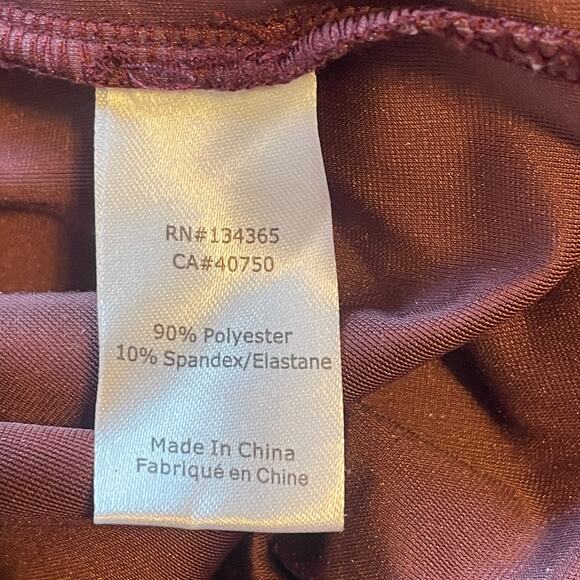 RN#134365
CA#40750
90% Polyester
10% Spandex/Elastane
Made In China
Fabriqué en Chine